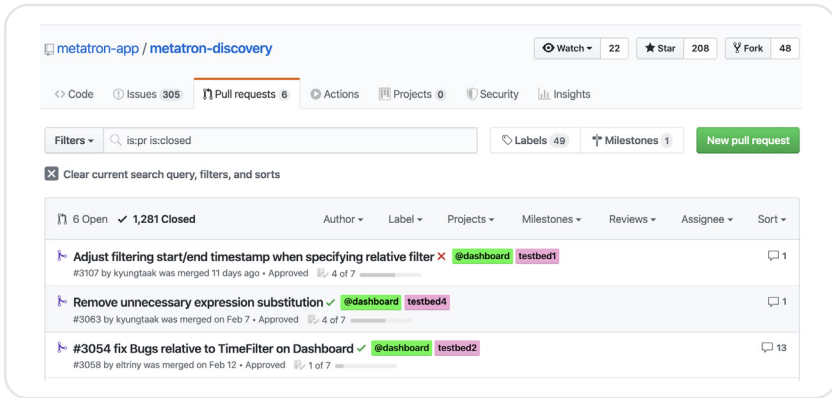 metatron-app / metatron-discovery
Watch 22 Star 208 Fork 48
Code Issues 305 Pull requests 6 Actions Projects 0 Security Insights
Filters is:pr is:closed Labels 49 Milestones 1 New pull request
Clear current search query, filters, and sorts
6 Open 1,281 Closed Author Label Projects Milestones Reviews Assignee Sort
Adjust filtering start/end timestamp when specifying relative filter @dashboard testbed1 1
#3107 by kyungtaak was merged 11 days ago • Approved 4 of 7
Remove unnecessary expression substitution @dashboard testbed4 1
#3063 by kyungtaak was merged on Feb 7 • Approved 4 of 7
#3054 fix Bugs relative to TimeFilter on Dashboard @dashboard testbed2 13
#3058 by eltriny was merged on Feb 12 • Approved 1 of 7